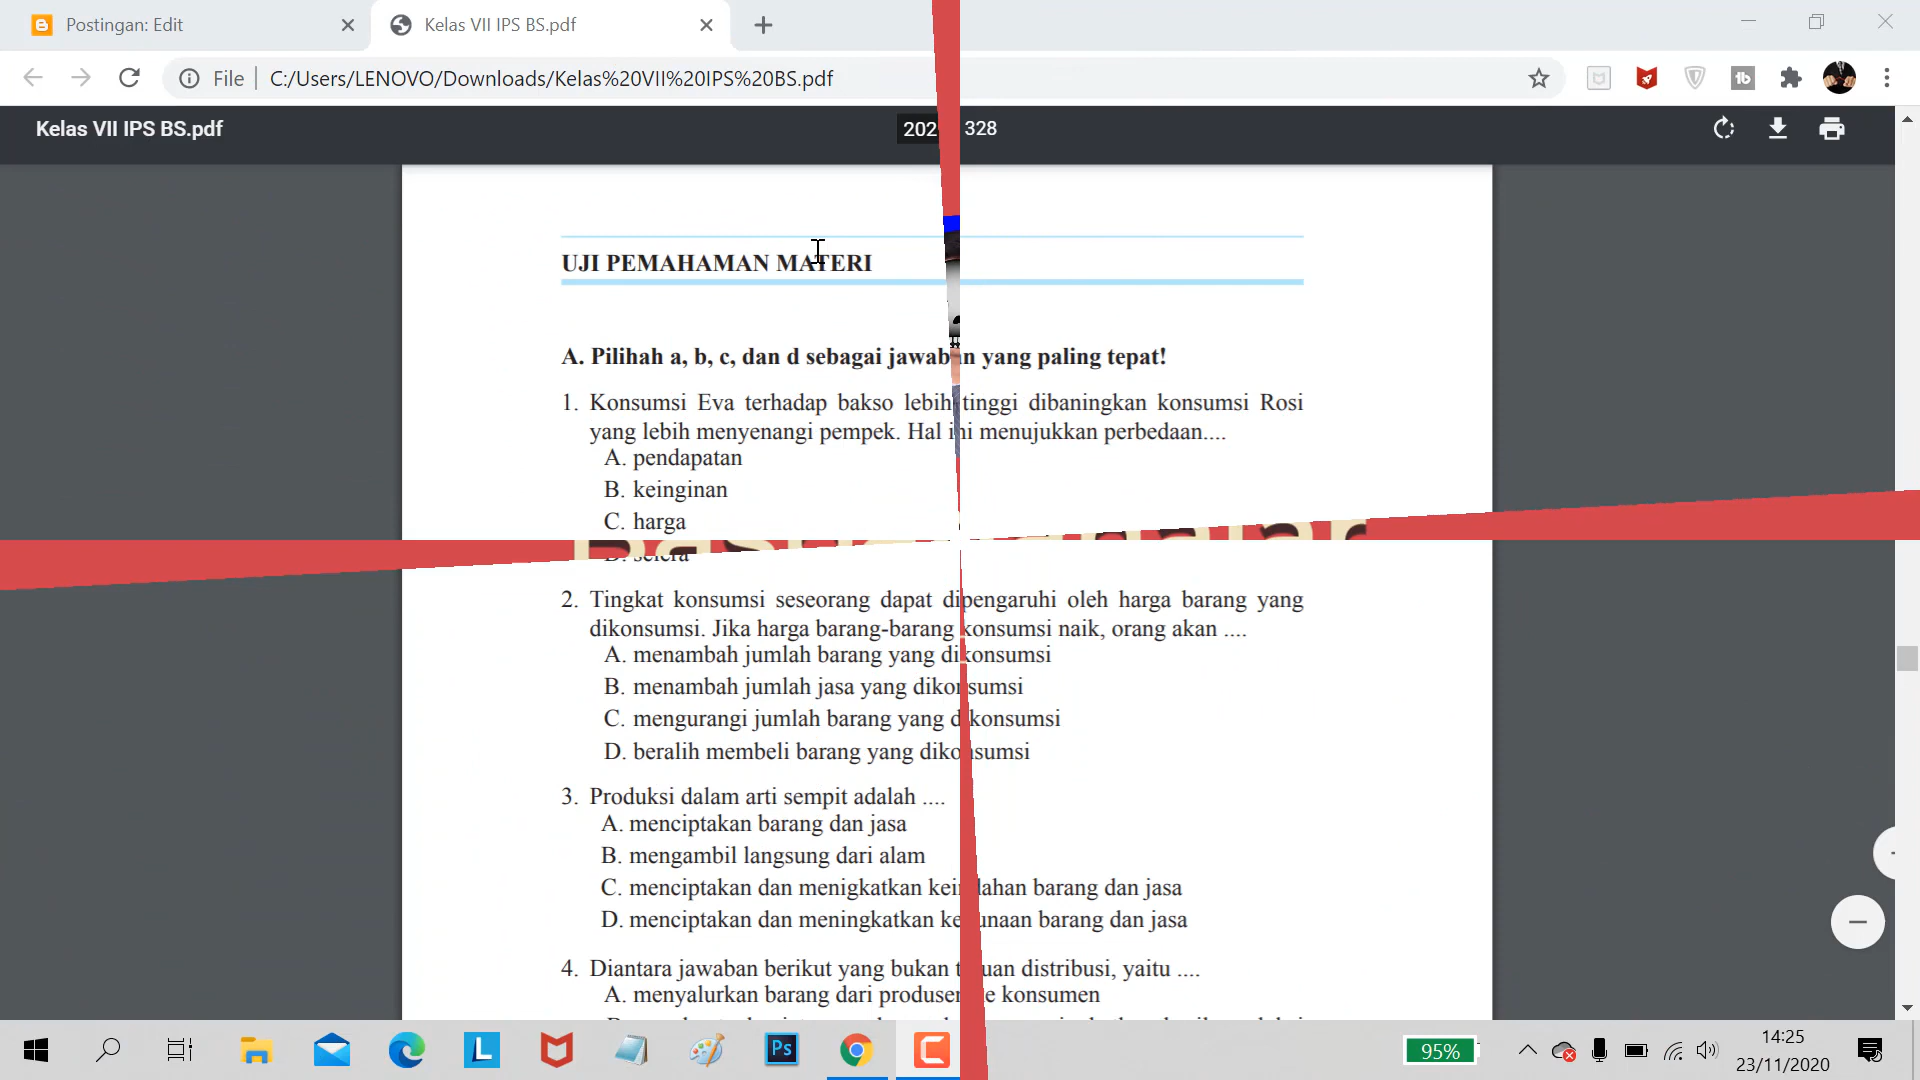 Postingan: Edit
Kelas VII IPS BS.pdf
File
C:/Users/LENOVO/Downloads/Kelas%20VII%20IPS%20BS.pdf
Kelas VII IPS BS.pdf
202 328
UJI PEMAHAMAN MATERI
A. Pilihah a, b, c, dan d sebagai jawaban yang paling tepat!
1. Konsumsi Eva terhadap bakso lebih tinggi dibaningkan konsumsi Rosi
yang lebih menyenangi pempek. Hal ini menujukkan perbedaan....
A. pendapatan
B. keinginan
C. harga
D. selera
2. Tingkat konsumsi seseorang dapat dipengaruhi oleh harga barang yang
dikonsumsi. Jika harga barang-barang konsumsi naik, orang akan ....
A. menambah jumlah barang yang dikonsumsi
B. menambah jumlah jasa yang dikonsumsi
C. mengurangi jumlah barang yang dikonsumsi
D. beralih membeli barang yang dikonsumsi
3. Produksi dalam arti sempit adalah ....
A. menciptakan barang dan jasa
B. mengambil langsung dari alam
C. menciptakan dan menigkatkan keindahan barang dan jasa
D. menciptakan dan meningkatkan kegunaan barang dan jasa
4. Diantara jawaban berikut yang bukan tujuan distribusi, yaitu ....
A. menyalurkan barang dari produsen ke konsumen
95%
14:25
23/11/2020